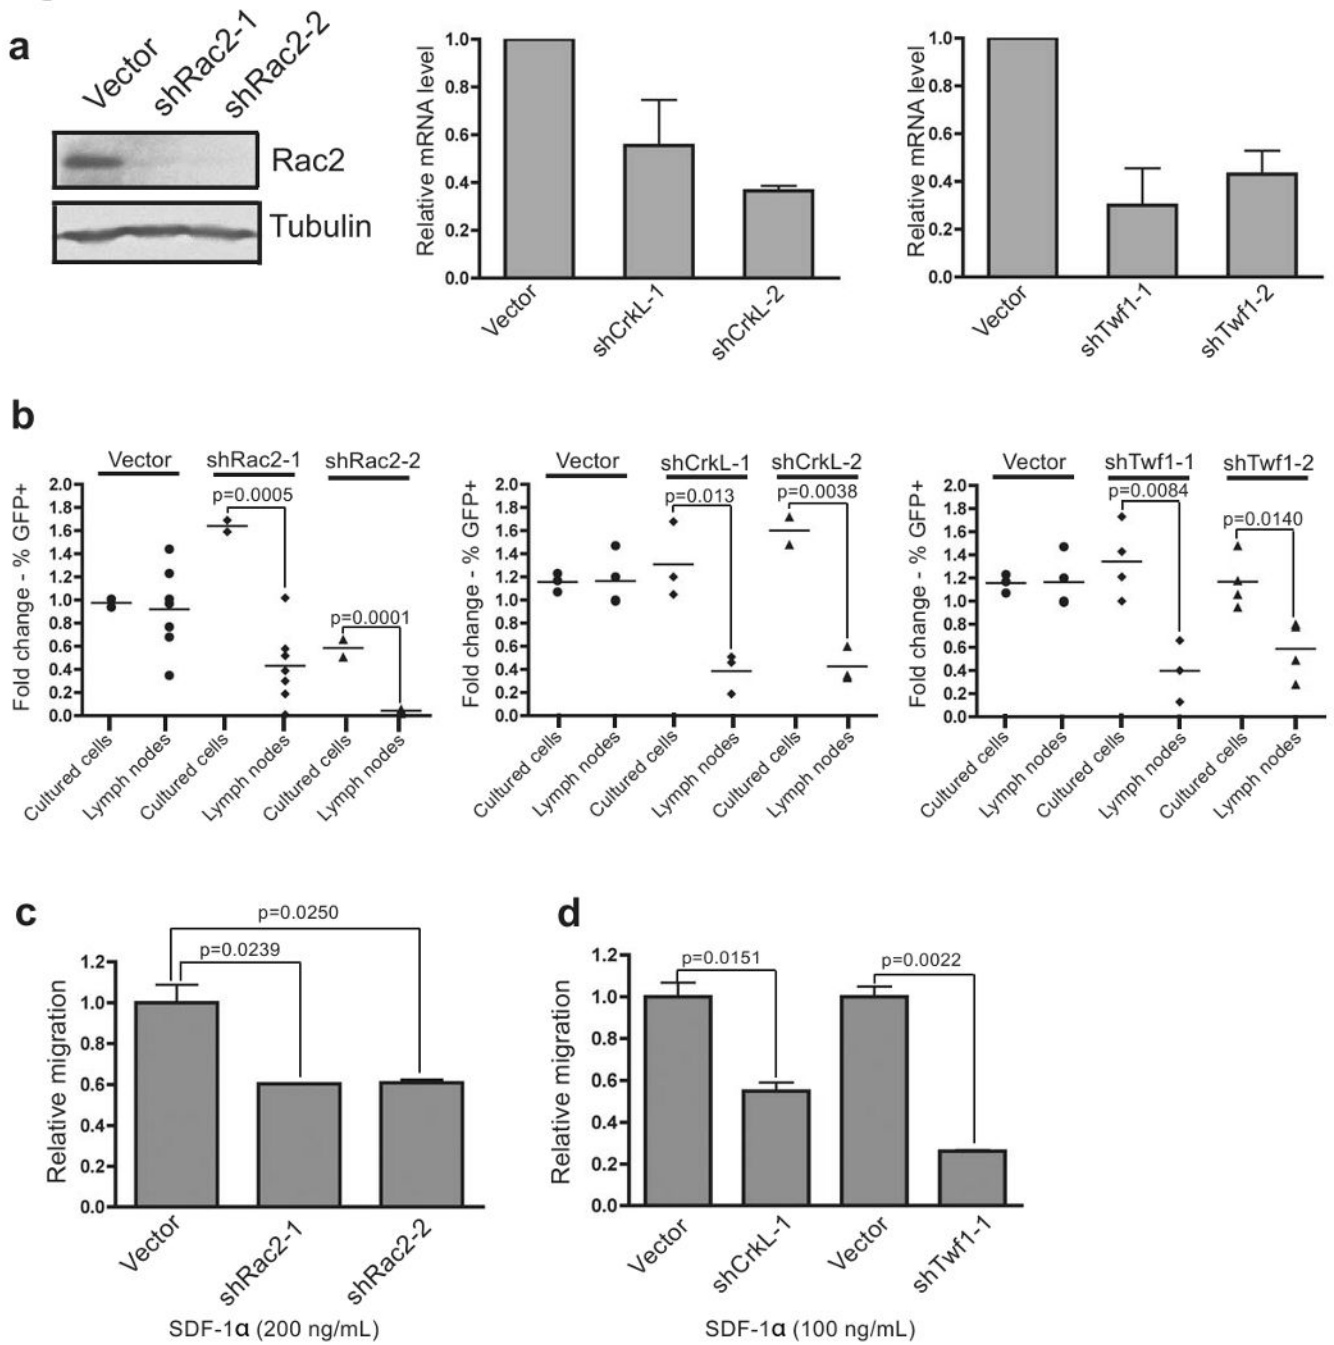 a
Vector
shRac2-1
shRac2-2
Rac2
Tubulin
Relative mRNA level
1.0
0.8
0.6
0.4
0.2
0.0
Vector
shCrkL-1
shCrkL-2
Relative mRNA level
1.0
0.8
0.6
0.4
0.2
0.0
Vector
shTwf1-1
shTwf1-2
b
Vector
shRac2-1
shRac2-2
p=0.0005
p=0.0001
Fold change - % GFP+
2.0
1.8
1.6
1.4
1.2
1.0
0.8
0.6
0.4
0.2
0.0
Cultured cells
Lymph nodes
Cultured cells
Lymph nodes
Cultured cells
Lymph nodes
Vector
shCrkL-1
shCrkL-2
p=0.013
p=0.0038
Fold change - % GFP+
2.0
1.8
1.6
1.4
1.2
1.0
0.8
0.6
0.4
0.2
0.0
Cultured cells
Lymph nodes
Cultured cells
Lymph nodes
Cultured cells
Lymph nodes
Vector
shTwf1-1
shTwf1-2
p=0.0084
p=0.0140
Fold change - % GFP+
2.0
1.8
1.6
1.4
1.2
1.0
0.8
0.6
0.4
0.2
0.0
Cultured cells
Lymph nodes
Cultured cells
Lymph nodes
Cultured cells
Lymph nodes
c
p=0.0250
p=0.0239
Relative migration
1.2
1.0
0.8
0.6
0.4
0.2
0.0
Vector
shRac2-1
shRac2-2
SDF-1α (200 ng/mL)
d
p=0.0151
p=0.0022
Relative migration
1.2
1.0
0.8
0.6
0.4
0.2
0.0
Vector
shCrkL-1
Vector
shTwf1-1
SDF-1α (100 ng/mL)